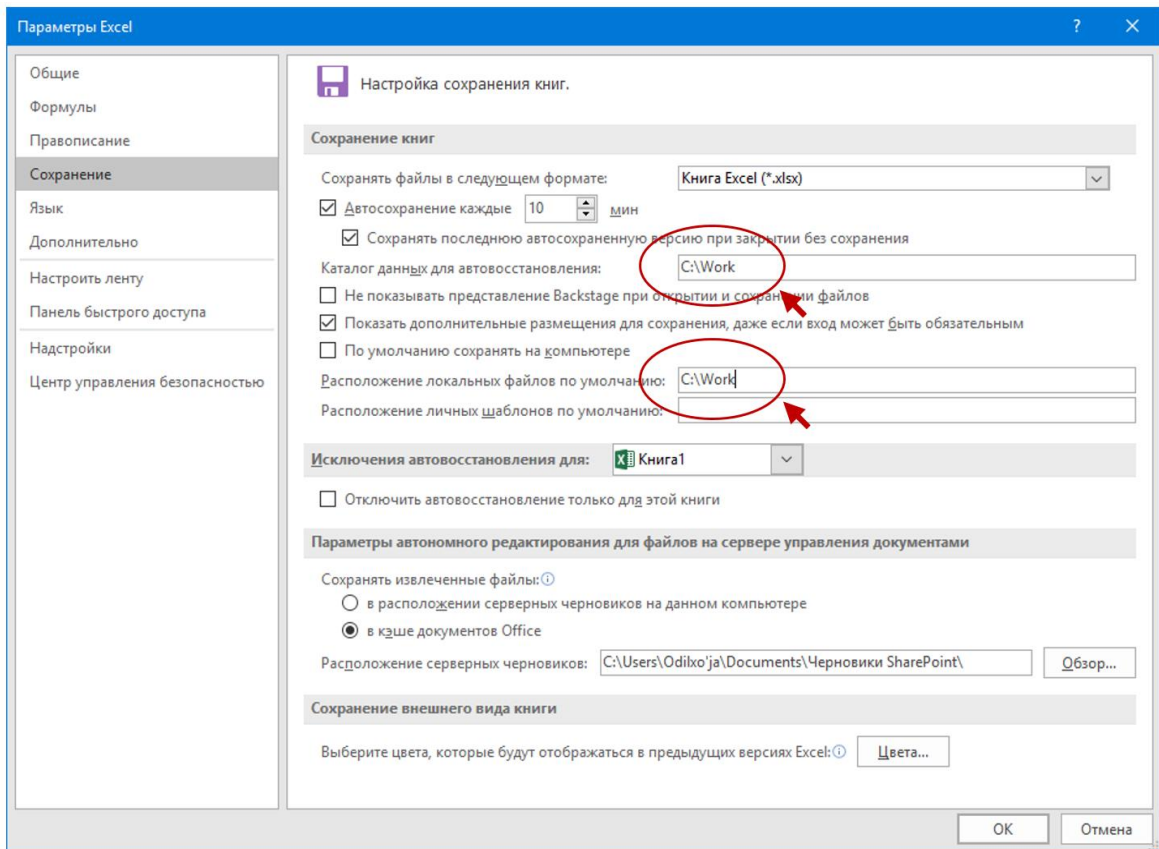 Параметры Excel
?
Общие
Формулы
Правописание
Сохранение
Язык
Дополнительно
Настроить ленту
Панель быстрого доступа
Надстройки
Центр управления безопасностью
Настройка сохранения книг.
Сохранение книг
Сохранять файлы в следующем формате: Книга Excel (*.xlsx)
Автосохранение каждые 10 мин
Сохранять последнюю автосохраненную версию при закрытии без сохранения
Каталог данных для автовосстановления: C:\Work
Не показывать представление Backstage при открытии и сохранении файлов
Показать дополнительные размещения для сохранения, даже если вход может быть обязательным
По умолчанию сохранять на компьютере
Расположение локальных файлов по умолчанию: C:\Work
Расположение личных шаблонов по умолчанию:
Исключения автовосстановления для: Книга1
Отключить автовосстановление только для этой книги
Параметры автономного редактирования для файлов на сервере управления документами
Сохранять извлеченные файлы:
в расположении серверных черновиков на данном компьютере
в кэше документов Office
Расположение серверных черновиков: C:\Users\Odilxo'ja\Documents\Черновики SharePoint\ Обзор...
Сохранение внешнего вида книги
Выберите цвета, которые будут отображаться в предыдущих версиях Excel: Цвета...
ОК Отмена